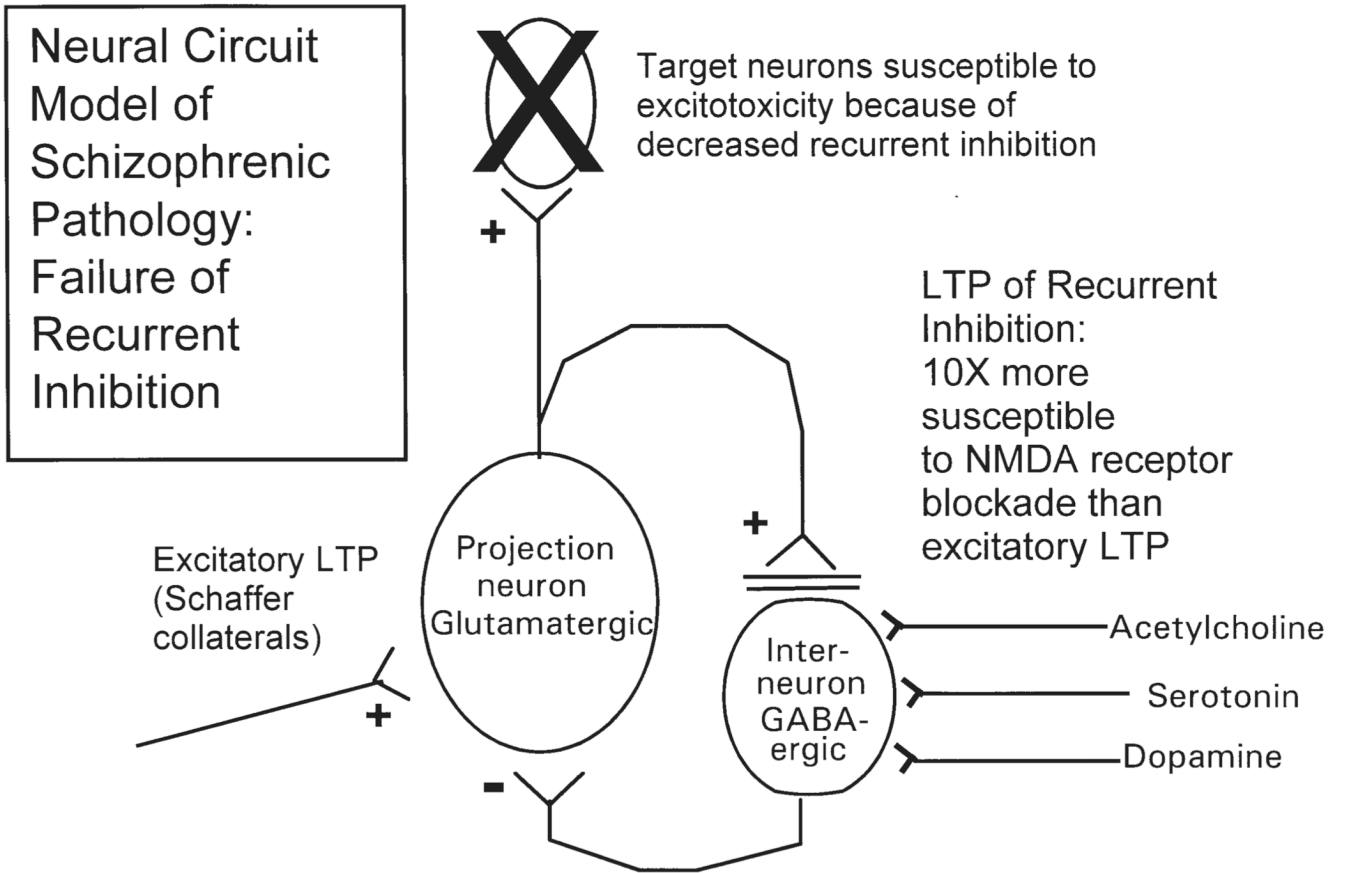 Neural Circuit
Model of
Schizophrenic
Pathology:
Failure of
Recurrent
Inhibition
Target neurons susceptible to
excitotoxicity because of
decreased recurrent inhibition
+
LTP of Recurrent
Inhibition:
10X more
susceptible
to NMDA receptor
blockade than
excitatory LTP
+
Excitatory LTP
(Schaffer
collaterals)
+
Projection
neuron
Glutamatergic
Inter-
neuron
GABA-
ergic
Acetylcholine
Serotonin
Dopamine
-